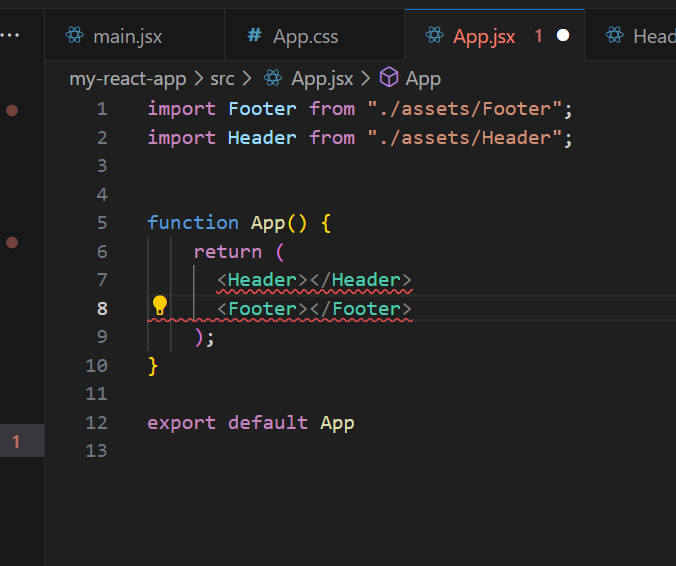 main.jsx # App.css App.jsx 1 Head
my-react-app > src > App.jsx > App
1 import Footer from "./assets/Footer";
2 import Header from "./assets/Header";
3
4
5 function App() {
6 return (
7 <Header></Header>
8 <Footer></Footer>
9 );
10 }
11
12 export default App
13
1